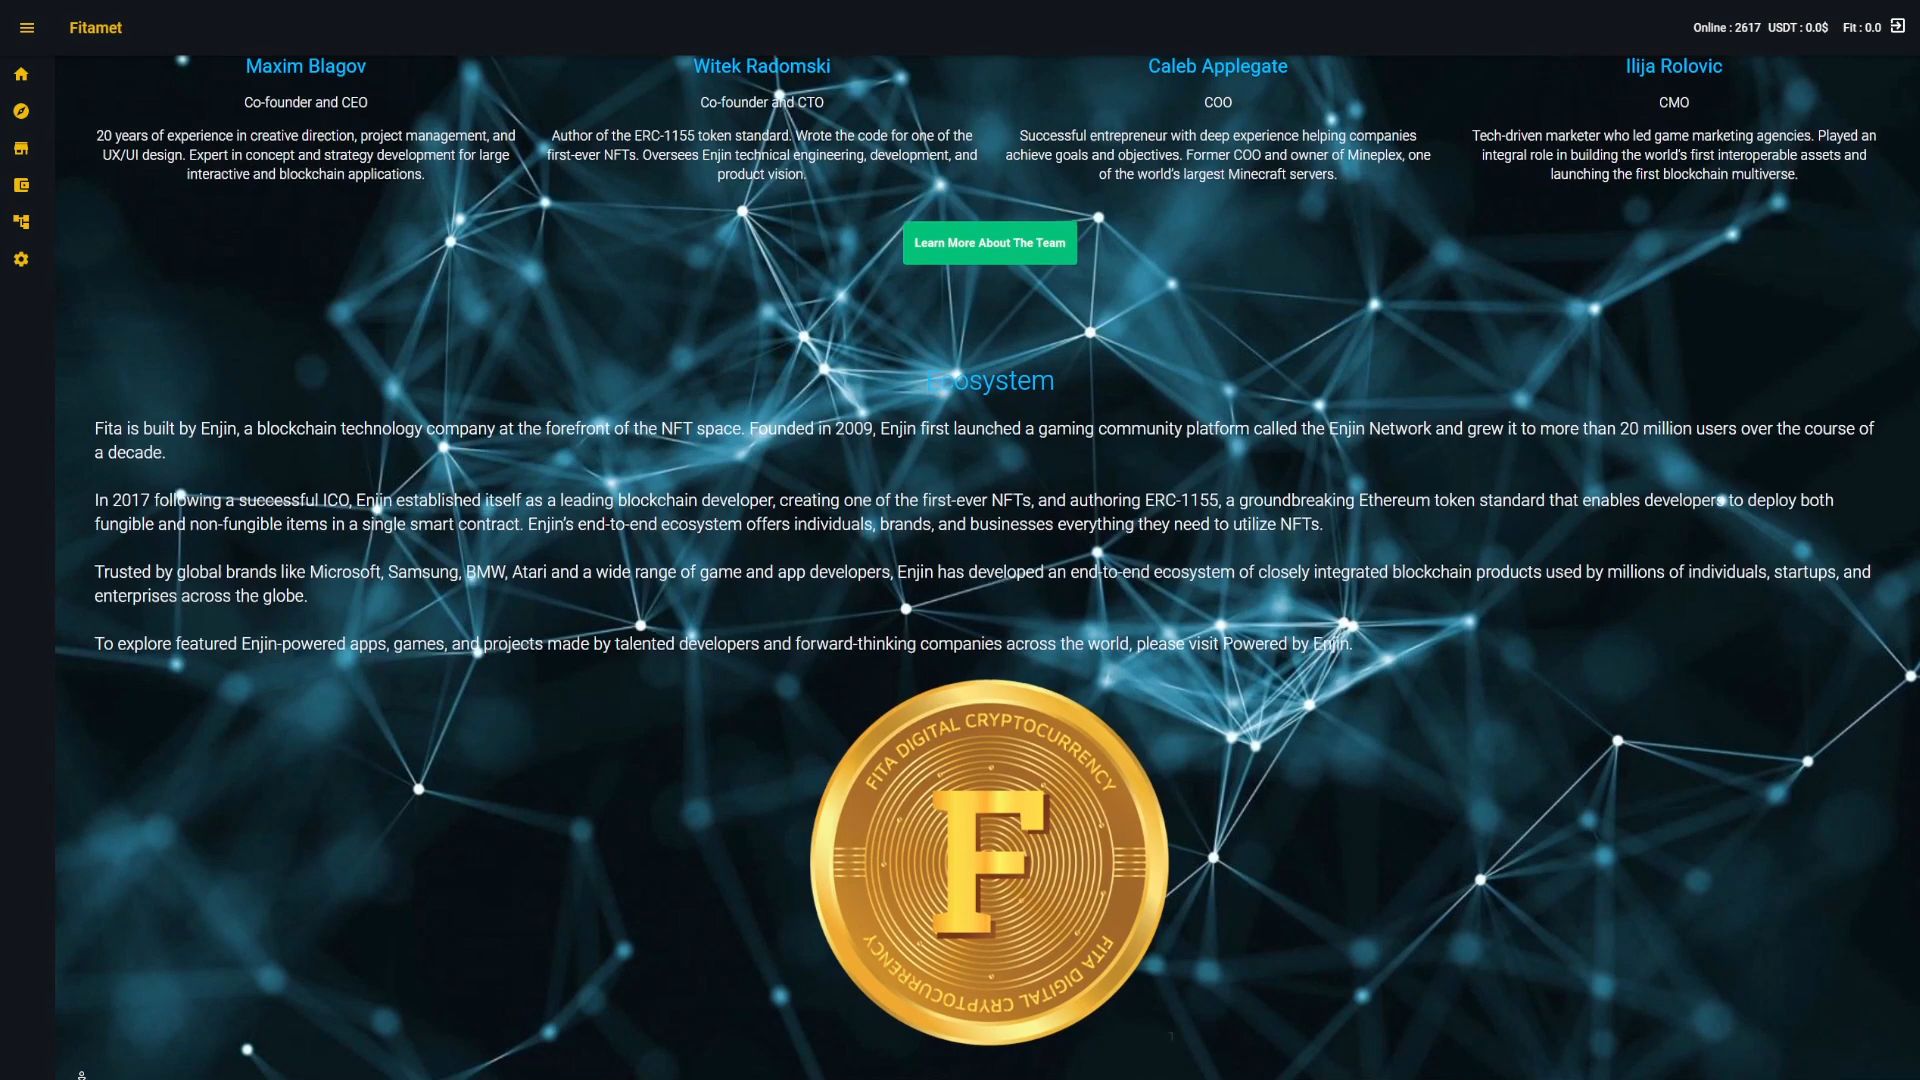 Fitamet
Online : 2617 USDT : 0.0$ Fit : 0.0
Maxim Blagov
Co-founder and CEO
20 years of experience in creative direction, project management, and
UX/UI design. Expert in concept and strategy development for large
interactive and blockchain applications.
Witek Radomski
Co-founder and CTO
Author of the ERC-1155 token standard. Wrote the code for one of the
first-ever NFTs. Oversees Enjin technical engineering, development, and
product vision.
Caleb Applegate
COO
Successful entrepreneur with deep experience helping companies
achieve goals and objectives. Former COO and owner of Mineplex, one
of the world's largest Minecraft servers.
Ilija Rolovic
CMO
Tech-driven marketer who led game marketing agencies. Played an
integral role in building the world's first interoperable assets and
launching the first blockchain multiverse.
Learn More About The Team
Ecosystem
Fita is built by Enjin, a blockchain technology company at the forefront of the NFT space. Founded in 2009, Enjin first launched a gaming community platform called the Enjin Network and grew it to more than 20 million users over the course of
a decade.
In 2017 following a successful ICO, Enjin established itself as a leading blockchain developer, creating one of the first-ever NFTs, and authoring ERC-1155, a groundbreaking Ethereum token standard that enables developers to deploy both
fungible and non-fungible items in a single smart contract. Enjin's end-to-end ecosystem offers individuals, brands, and businesses everything they need to utilize NFTs.
Trusted by global brands like Microsoft, Samsung, BMW, Atari and a wide range of game and app developers, Enjin has developed an end-to-end ecosystem of closely integrated blockchain products used by millions of individuals, startups, and
enterprises across the globe.
To explore featured Enjin-powered apps, games, and projects made by talented developers and forward-thinking companies across the world, please visit Powered by Enjin.
FITA DIGITAL CRYPTOCURRENCY
F
FITA DIGITAL CRYPTOCURRENCY